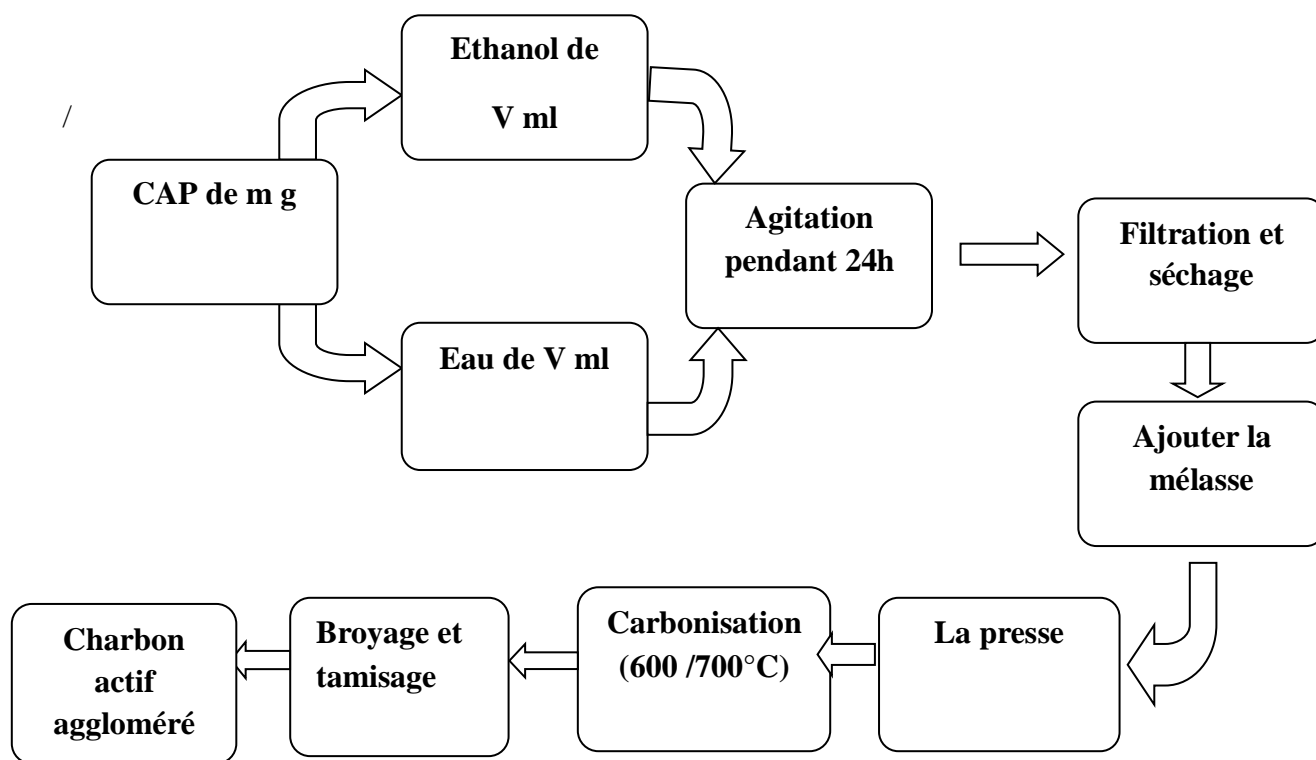 Ethanol de
V ml
/
CAP de m g
Agitation
pendant 24h
Filtration et
séchage
Eau de V ml
Ajouter la
mélasse
La presse
Carbonisation
(600 /700°C)
Broyage et
tamisage
Charbon
actif
aggloméré